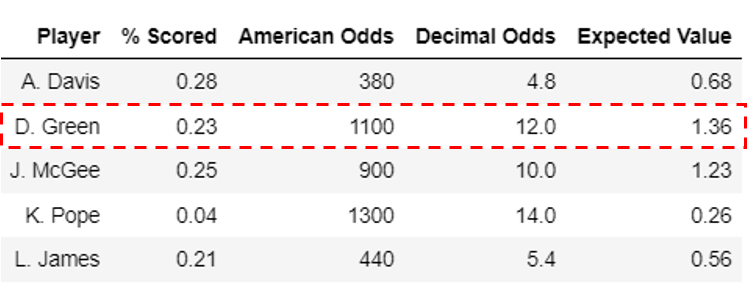 Player % Scored American Odds Decimal Odds Expected Value
A. Davis 0.28 380 4.8 0.68
D. Green 0.23 1100 12.0 1.36
J. McGee 0.25 900 10.0 1.23
K. Pope 0.04 1300 14.0 0.26
L. James 0.21 440 5.4 0.56